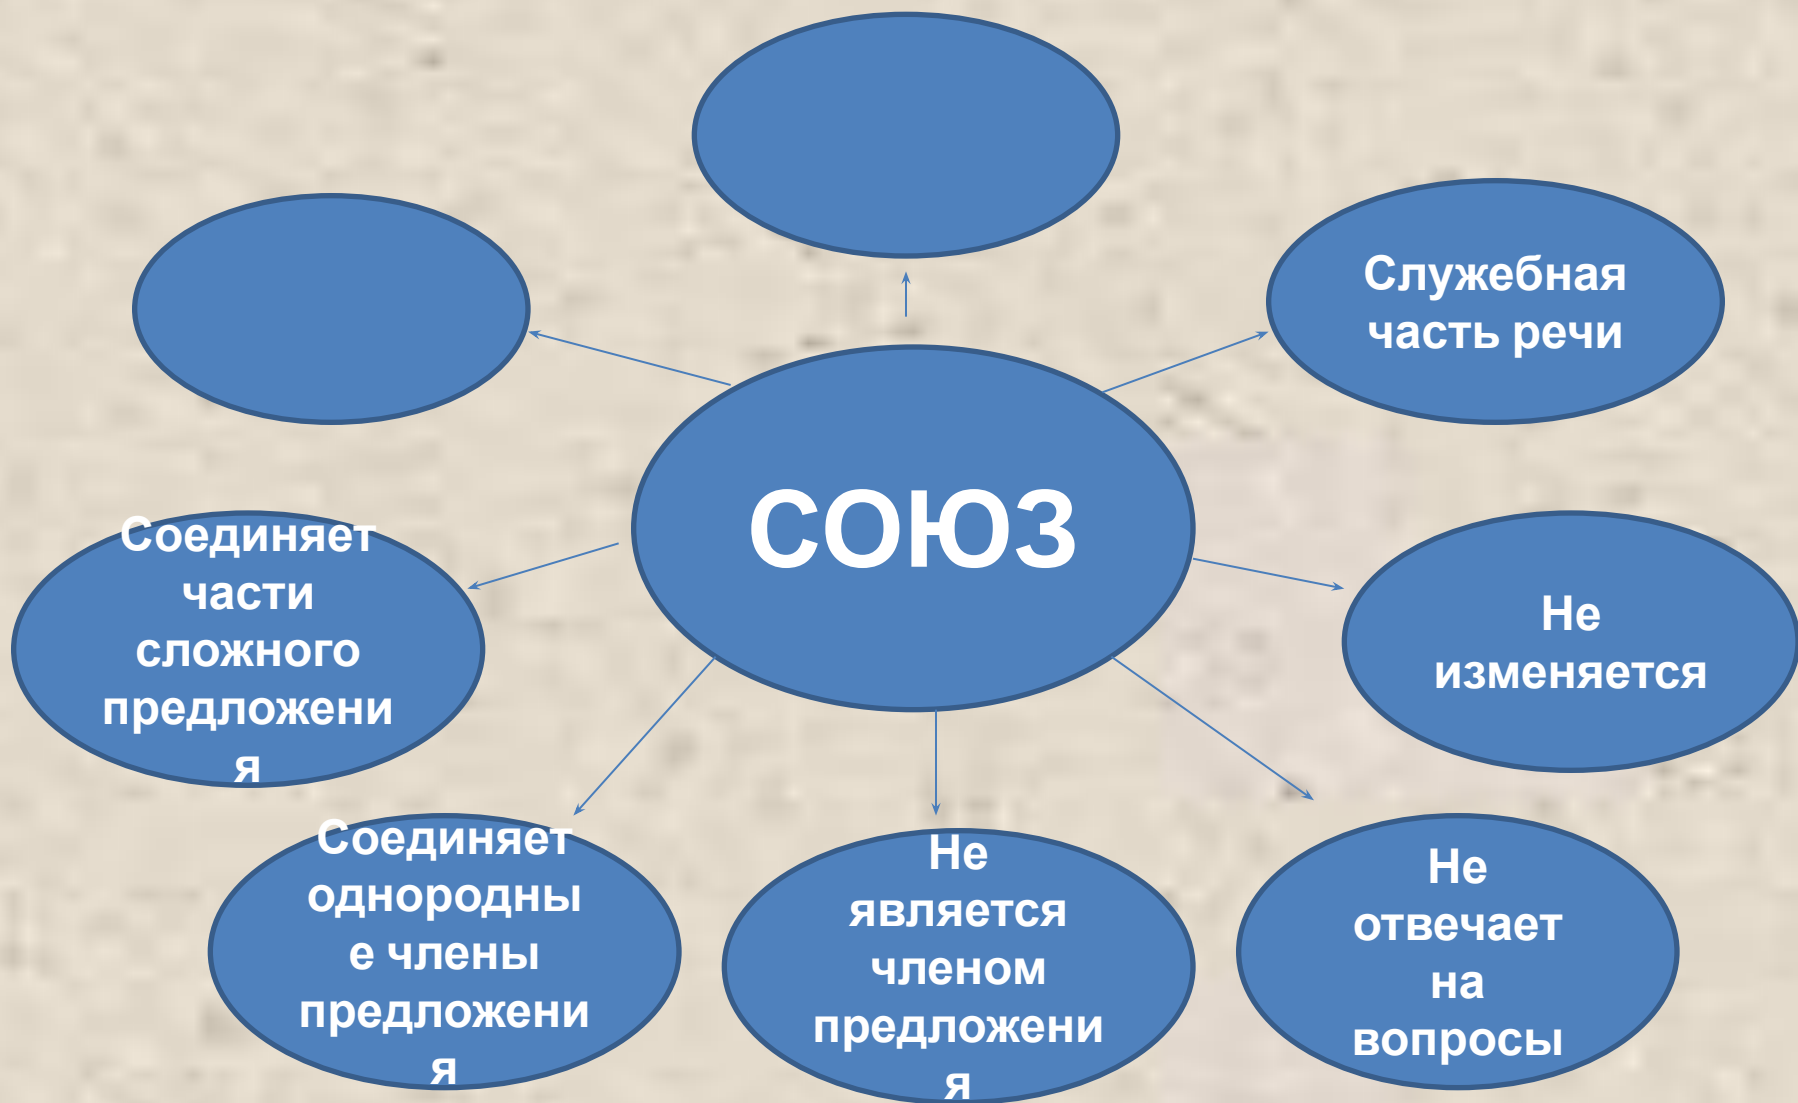 Служебная
часть речи
СОЮЗ
Соединяет
части
сложного
предложени
я
Не
изменяется
Соединяет
однородны
е члены
предложени
я
Не
является
членом
предложени
я
Не
отвечает
на
вопросы